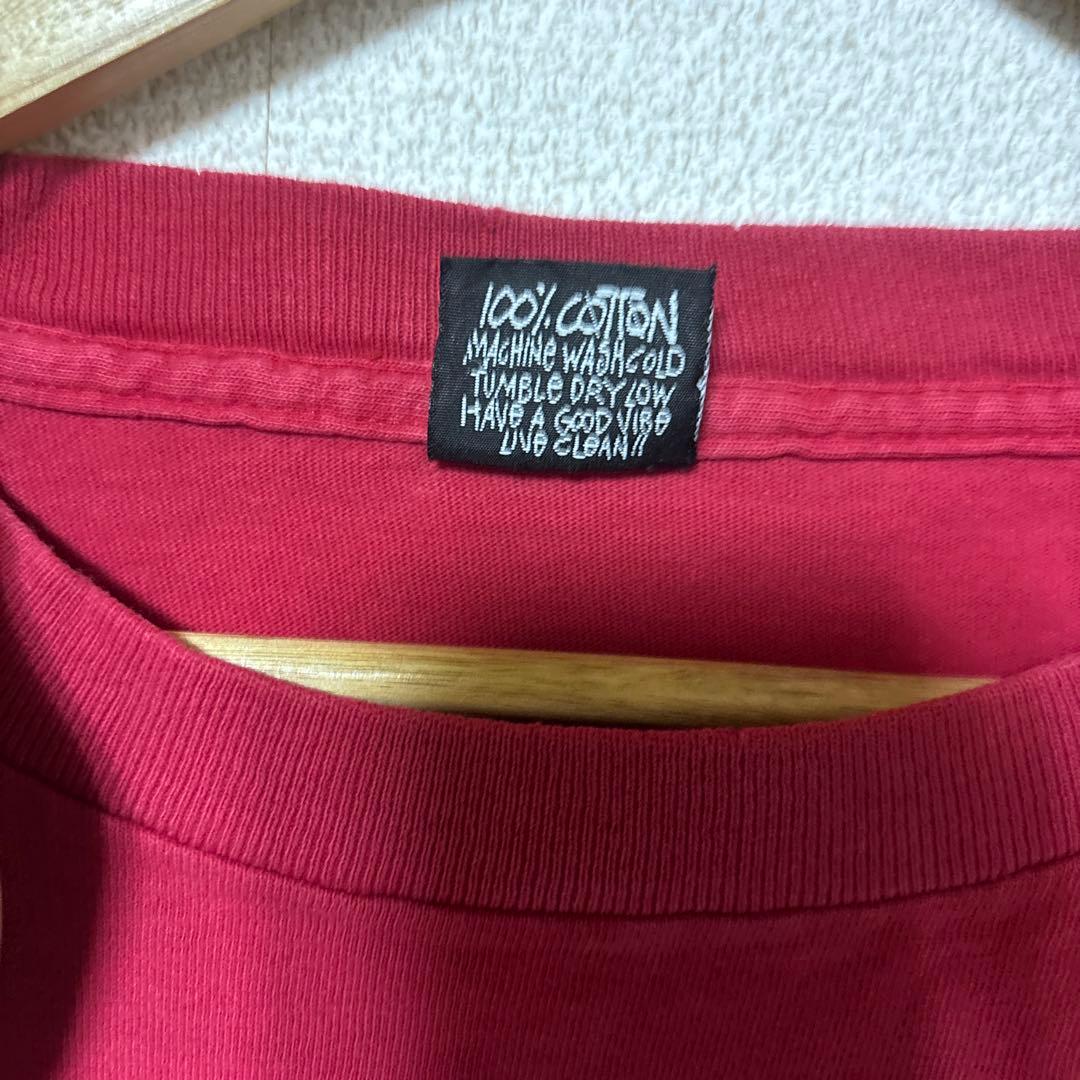 100% COTTON
MACHINE WASH COLD
TUMBLE DRY LOW
HAVE A GOOD VIBE
LIVE CLEAN!!